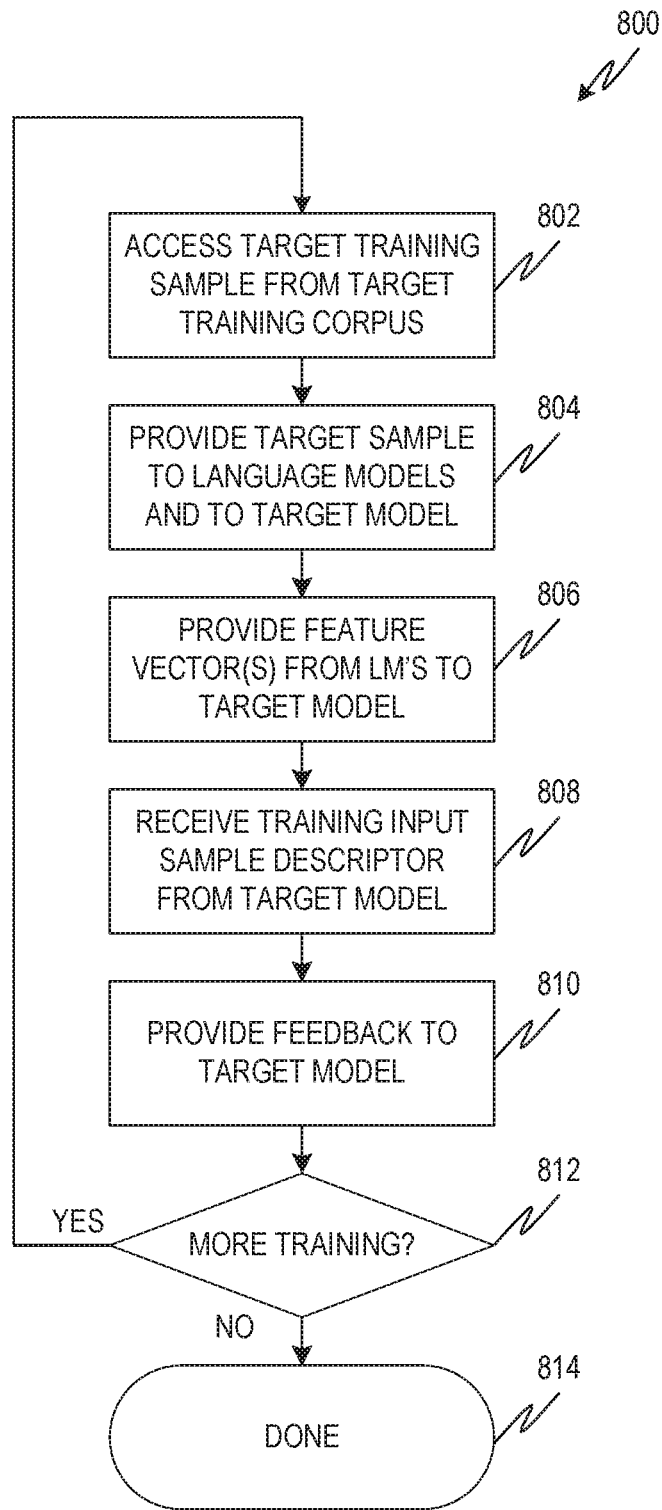 800
802
ACCESS TARGET TRAINING
SAMPLE FROM TARGET
TRAINING CORPUS
804
PROVIDE TARGET SAMPLE
TO LANGUAGE MODELS
AND TO TARGET MODEL
806
PROVIDE FEATURE
VECTOR(S) FROM LM'S TO
TARGET MODEL
808
RECEIVE TRAINING INPUT
SAMPLE DESCRIPTOR
FROM TARGET MODEL
810
PROVIDE FEEDBACK TO
TARGET MODEL
812
YES
MORE TRAINING?
NO
814
DONE